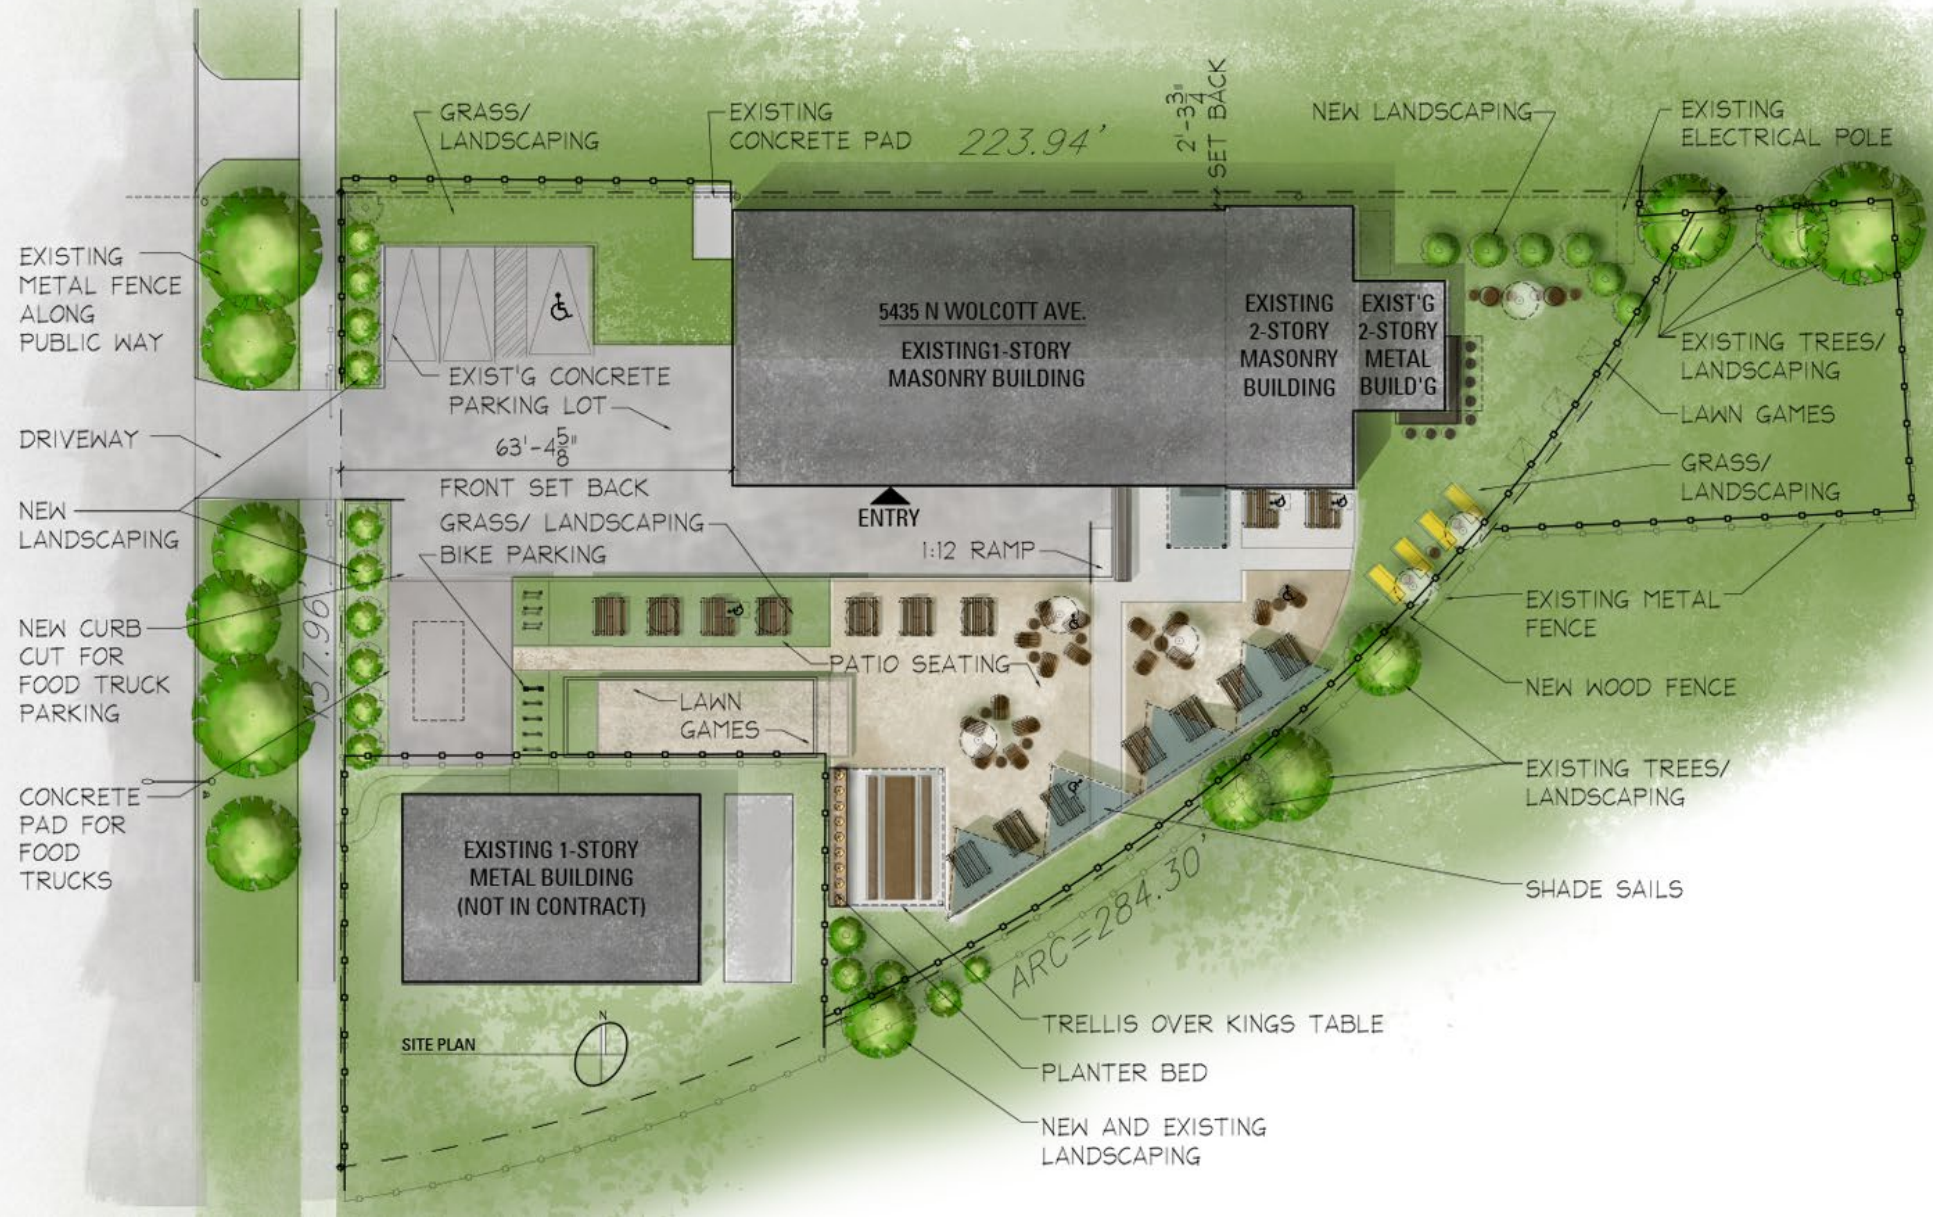 GRASS/
LANDSCAPING
EXISTING
CONCRETE PAD
223.94'
2'-3 3/4"
SET BACK
NEW LANDSCAPING
EXISTING
ELECTRICAL POLE
EXISTING
METAL FENCE
ALONG
PUBLIC WAY
5435 N WOLCOTT AVE.
EXISTING1-STORY
MASONRY BUILDING
EXISTING
2-STORY
MASONRY
BUILDING
EXIST'G
2-STORY
METAL
BUILD'G
EXISTING TREES/
LANDSCAPING
EXIST'G CONCRETE
PARKING LOT
LAWN GAMES
DRIVEWAY
63'-4 5/8"
FRONT SET BACK
GRASS/
LANDSCAPING
NEW
LANDSCAPING
GRASS/ LANDSCAPING
BIKE PARKING
ENTRY
1:12 RAMP
EXISTING METAL
FENCE
NEW CURB
CUT FOR
FOOD TRUCK
PARKING
57.96
PATIO SEATING
NEW WOOD FENCE
LAWN
GAMES
EXISTING TREES/
LANDSCAPING
CONCRETE
PAD FOR
FOOD
TRUCKS
EXISTING 1-STORY
METAL BUILDING
(NOT IN CONTRACT)
SHADE SAILS
ARC=284.30'
N
SITE PLAN
TRELLIS OVER KINGS TABLE
PLANTER BED
NEW AND EXISTING
LANDSCAPING